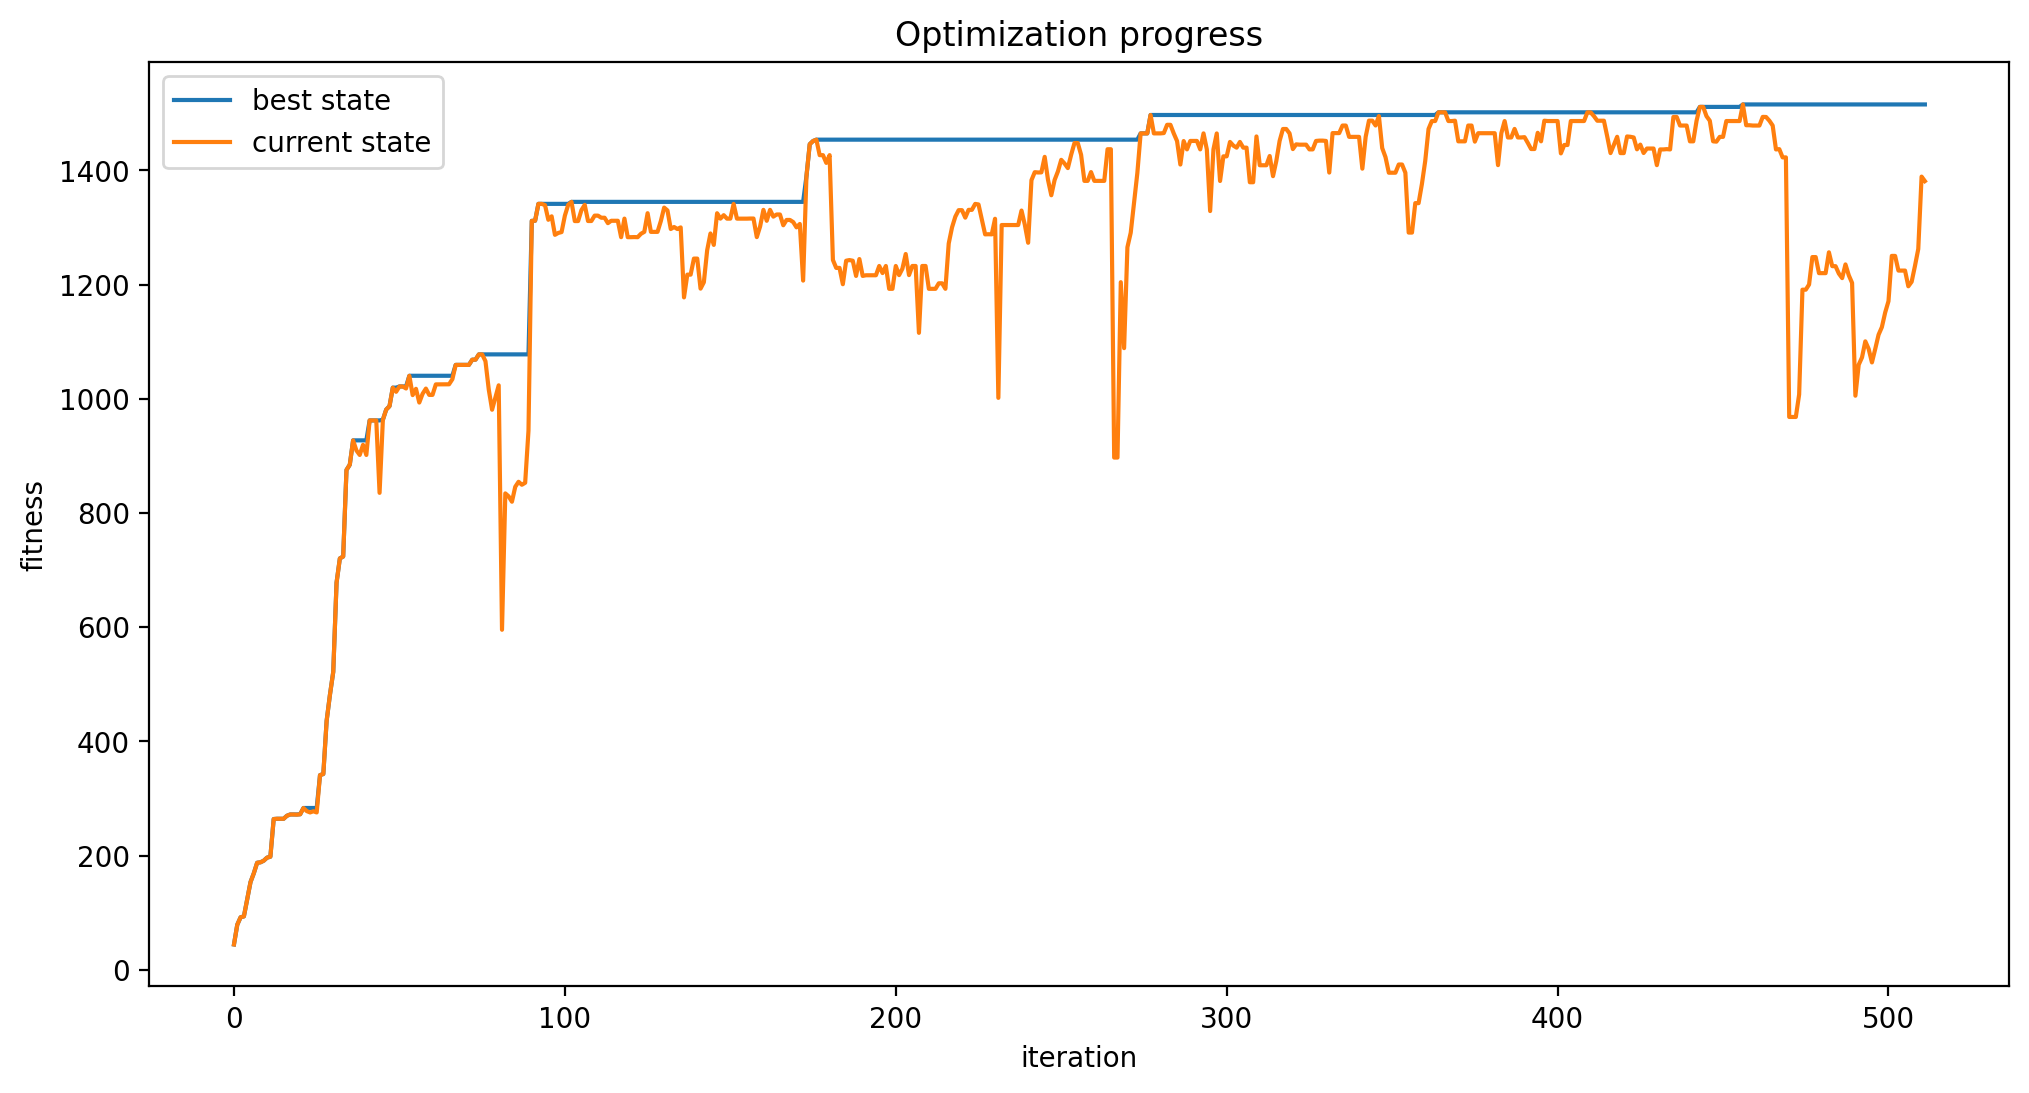 Optimization progress
best state
current state
fitness
1400
1200
1000
800
600
400
200
0
0 100 200 300 400 500
iteration